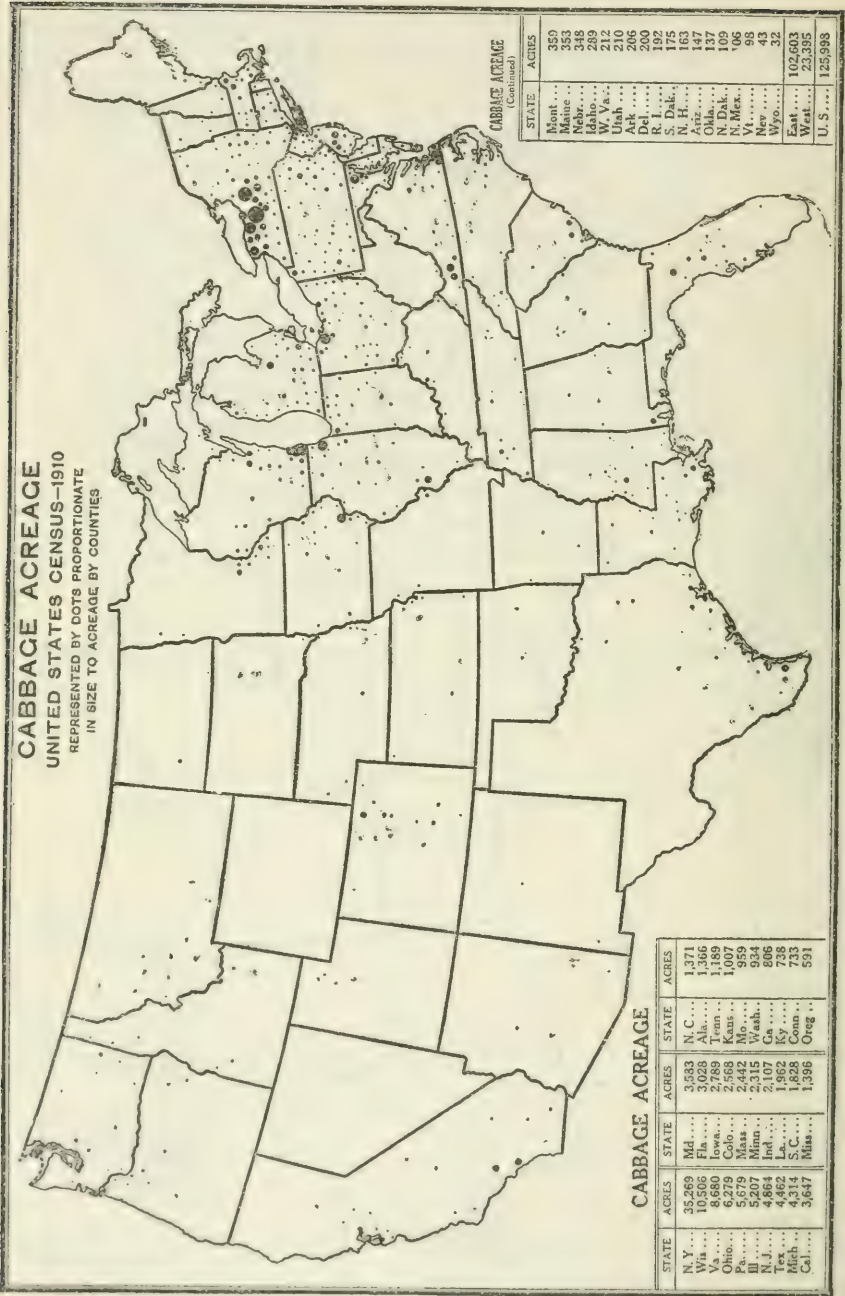 CABBAGE ACREAGE
UNITED STATES CENSUS—1910
REPRESENTED BY DOTS PROPORTIONATE
IN SIZE TO ACREAGE BY COUNTIES
CABBAGE ACREAGE
STATE ACRES STATE ACRES STATE ACRES
N. Y.... 35,269 Md.... 3,583 N. C... 1,371
Wis.... 10,506 Fla.... 3,028 Ala.... 1,366
Va.... 8,680 Iowa... 2,789 Tenn... 1,189
Ohio... 6,279 Colo... 2,568 Kans... 1,007
Pa..... 5,679 Mass... 2,442 Mo.... 959
Ill..... 5,207 Minn... 2,315 Wash.. 934
N. J.... 4,864 Ind.... 2,107 Ga.... 806
Tex.... 4,462 La..... 1,962 Ky.... 738
Mich... 4,314 S. C... 1,828 Conn.. 733
Cal.... 3,647 Miss... 1,396 Oreg.. 591
CABBAGE ACREAGE
(Continued)
STATE ACRES
Mont... 359
Maine... 353
Nebr.... 348
Idaho... 289
W. Va... 212
Utah.... 210
Ark..... 206
Del..... 200
R. I..... 192
S. Dak.. 175
N. H.... 163
Ariz.... 147
Okla.... 137
N. Dak.. 109
N. Mex.. 106
Vt...... 98
Nev.... 43
Wyo.... 32
East.... 102,603
West.... 23,395
U. S.... 125,998